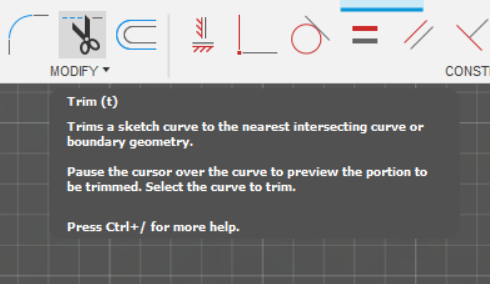 MODIFY ▾
CONST
Trim (t)
Trims a sketch curve to the nearest intersecting curve or
boundary geometry.
Pause the cursor over the curve to preview the portion to
be trimmed. Select the curve to trim.
Press Ctrl+/ for more help.